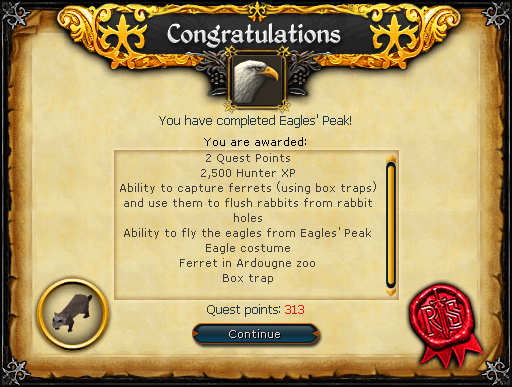 Congratulations
You have completed Eagles' Peak!
You are awarded:
2 Quest Points
2,500 Hunter XP
Ability to capture ferrets (using box traps)
and use them to flush rabbits from rabbit
holes
Ability to fly the eagles from Eagles' Peak
Eagle costume
Ferret in Ardougne zoo
Box trap
Quest points: 313
Continue
RS